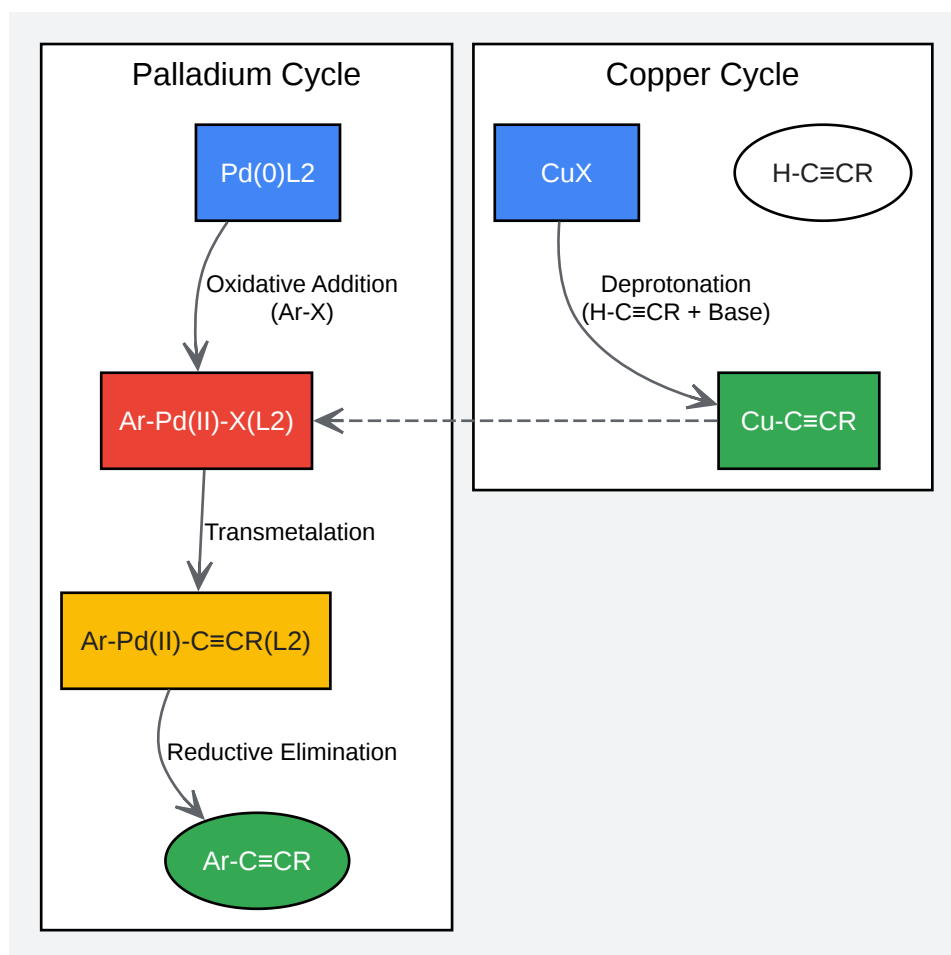 Palladium Cycle
Pd(0)L2
Oxidative Addition
(Ar-X)
Ar-Pd(II)-X(L2)
Transmetalation
Ar-Pd(II)-C≡CR(L2)
Reductive Elimination
Ar-C≡CR
Copper Cycle
CuX
H-C≡CR
Deprotonation
(H-C≡CR + Base)
Cu-C≡CR